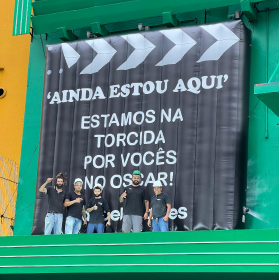 'AINDA ESTOU AQUI'
ESTAMOS NA
TORCIDA
POR VOCÊS
NO OSCAR!